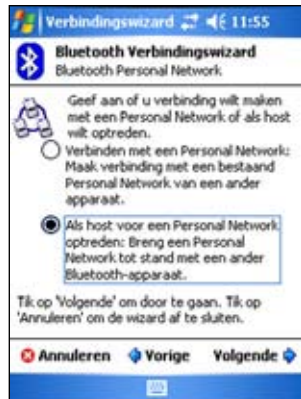 Verbindingswizard 11:55
Bluetooth Verbindingswizard
Bluetooth Personal Network
Geef aan of u verbinding wilt maken
met een Personal Network of als host
wilt optreden.
Verbinden met een Personal Network:
Maak verbinding met een bestaand
Personal Network van een ander
apparaat.
Als host voor een Personal Network
optreden: Breng een Personal
Network tot stand met een ander
Bluetooth-apparaat.
Tik op 'Volgende' om door te gaan. Tik op
'Annuleren' om de wizard af te sluiten.
Annuleren Vorige Volgende